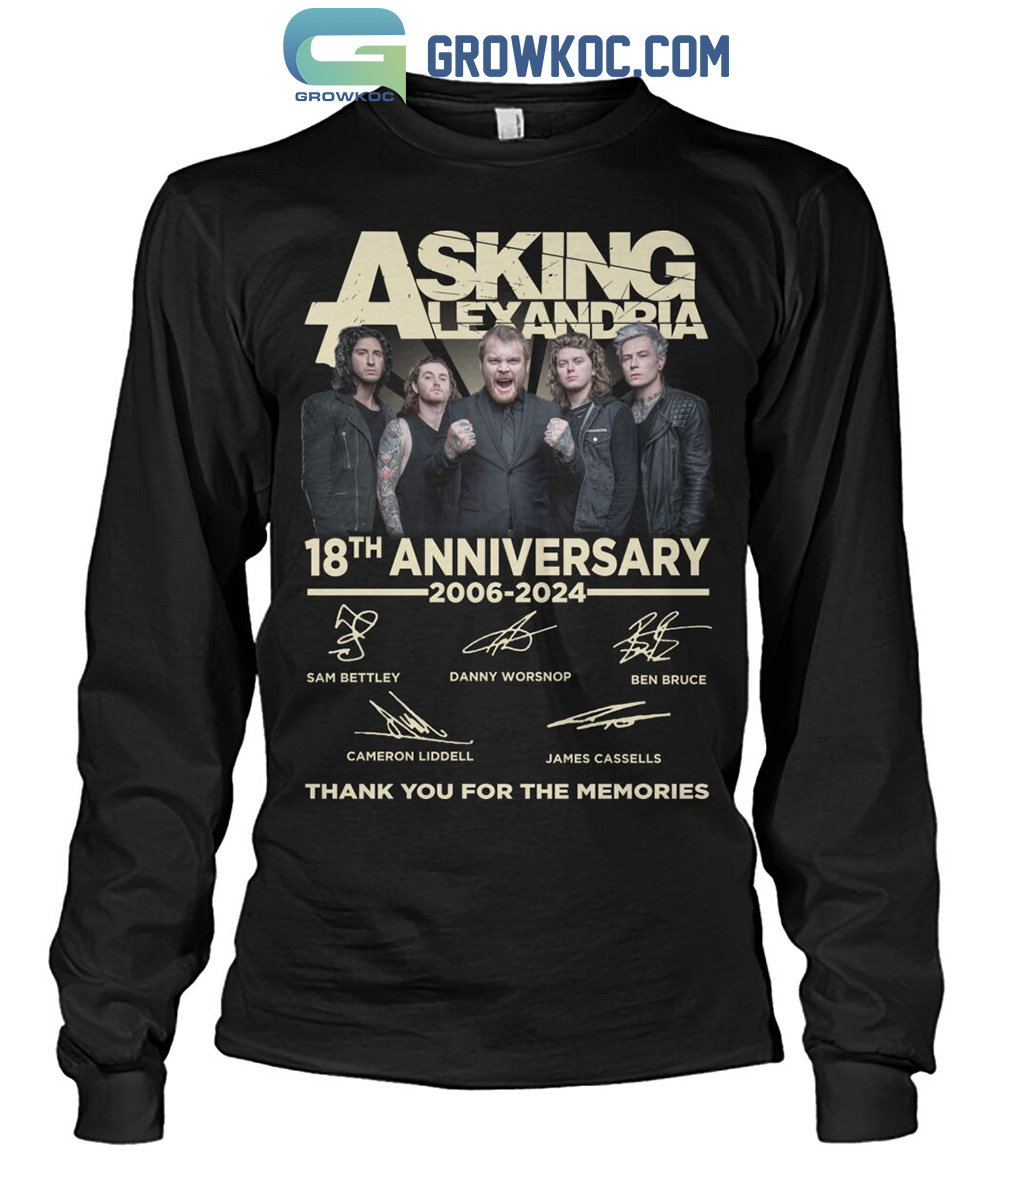 GROWKOC.COM
GROWKOC
ASKING
ALEXANDRIA
18TH ANNIVERSARY
2006-2024
SAM BETTLEY
DANNY WORSNOP
BEN BRUCE
CAMERON LIDDELL
JAMES CASSELLS
THANK YOU FOR THE MEMORIES